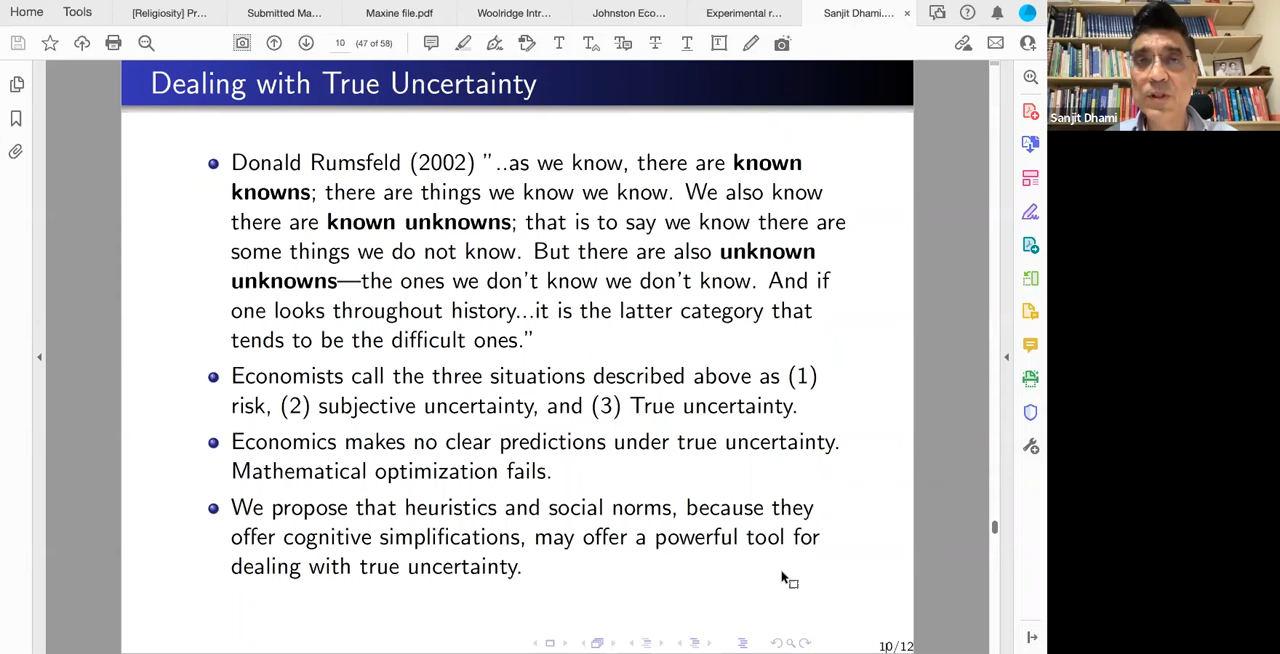 Home Tools [Religiosity] Pr... Submitted Ma... Maxine file.pdf Woolridge Intr... Johnston Eco... Experimental r... Sanjit Dhami.... ×
10 (47 of 58)
Sanjit Dhami
Dealing with True Uncertainty
Donald Rumsfeld (2002) ”..as we know, there are known
knowns; there are things we know we know. We also know
there are known unknowns; that is to say we know there are
some things we do not know. But there are also unknown
unknowns—the ones we don’t know we don’t know. And if
one looks throughout history...it is the latter category that
tends to be the difficult ones.”
Economists call the three situations described above as (1)
risk, (2) subjective uncertainty, and (3) True uncertainty.
Economics makes no clear predictions under true uncertainty.
Mathematical optimization fails.
We propose that heuristics and social norms, because they
offer cognitive simplifications, may offer a powerful tool for
dealing with true uncertainty.
10/12